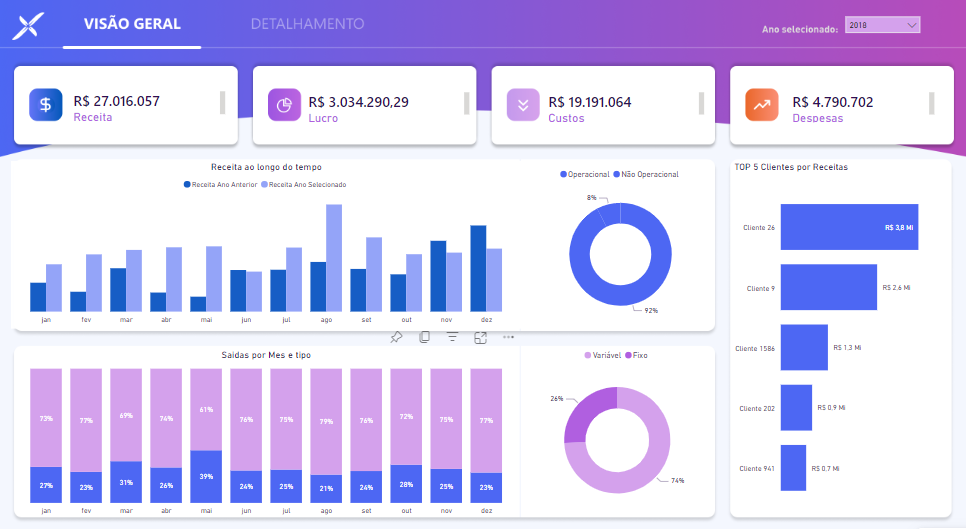 VISÃO GERAL
DETALHAMENTO
Ano selecionado:
2018
R$ 27.016.057
Receita
R$ 3.034.290,29
Lucro
R$ 19.191.064
Custos
R$ 4.790.702
Despesas
Receita ao longo do tempo
Receita Ano Anterior
Receita Ano Selecionado
jan
fev
mar
abr
mai
jun
jul
ago
set
out
nov
dez
Operacional
Não Operacional
8%
92%
TOP 5 Clientes por Receitas
Cliente 26
R$ 3,8 Mi
Cliente 9
R$ 2,6 Mi
Cliente 1586
R$ 1,3 Mi
Cliente 202
R$ 0,9 Mi
Cliente 941
R$ 0,7 Mi
Saídas por Mes e tipo
73%
77%
69%
74%
61%
76%
75%
79%
76%
72%
75%
77%
27%
23%
31%
26%
39%
24%
25%
21%
24%
28%
25%
23%
jan
fev
mar
abr
mai
jun
jul
ago
set
out
nov
dez
Variável
Fixo
26%
74%